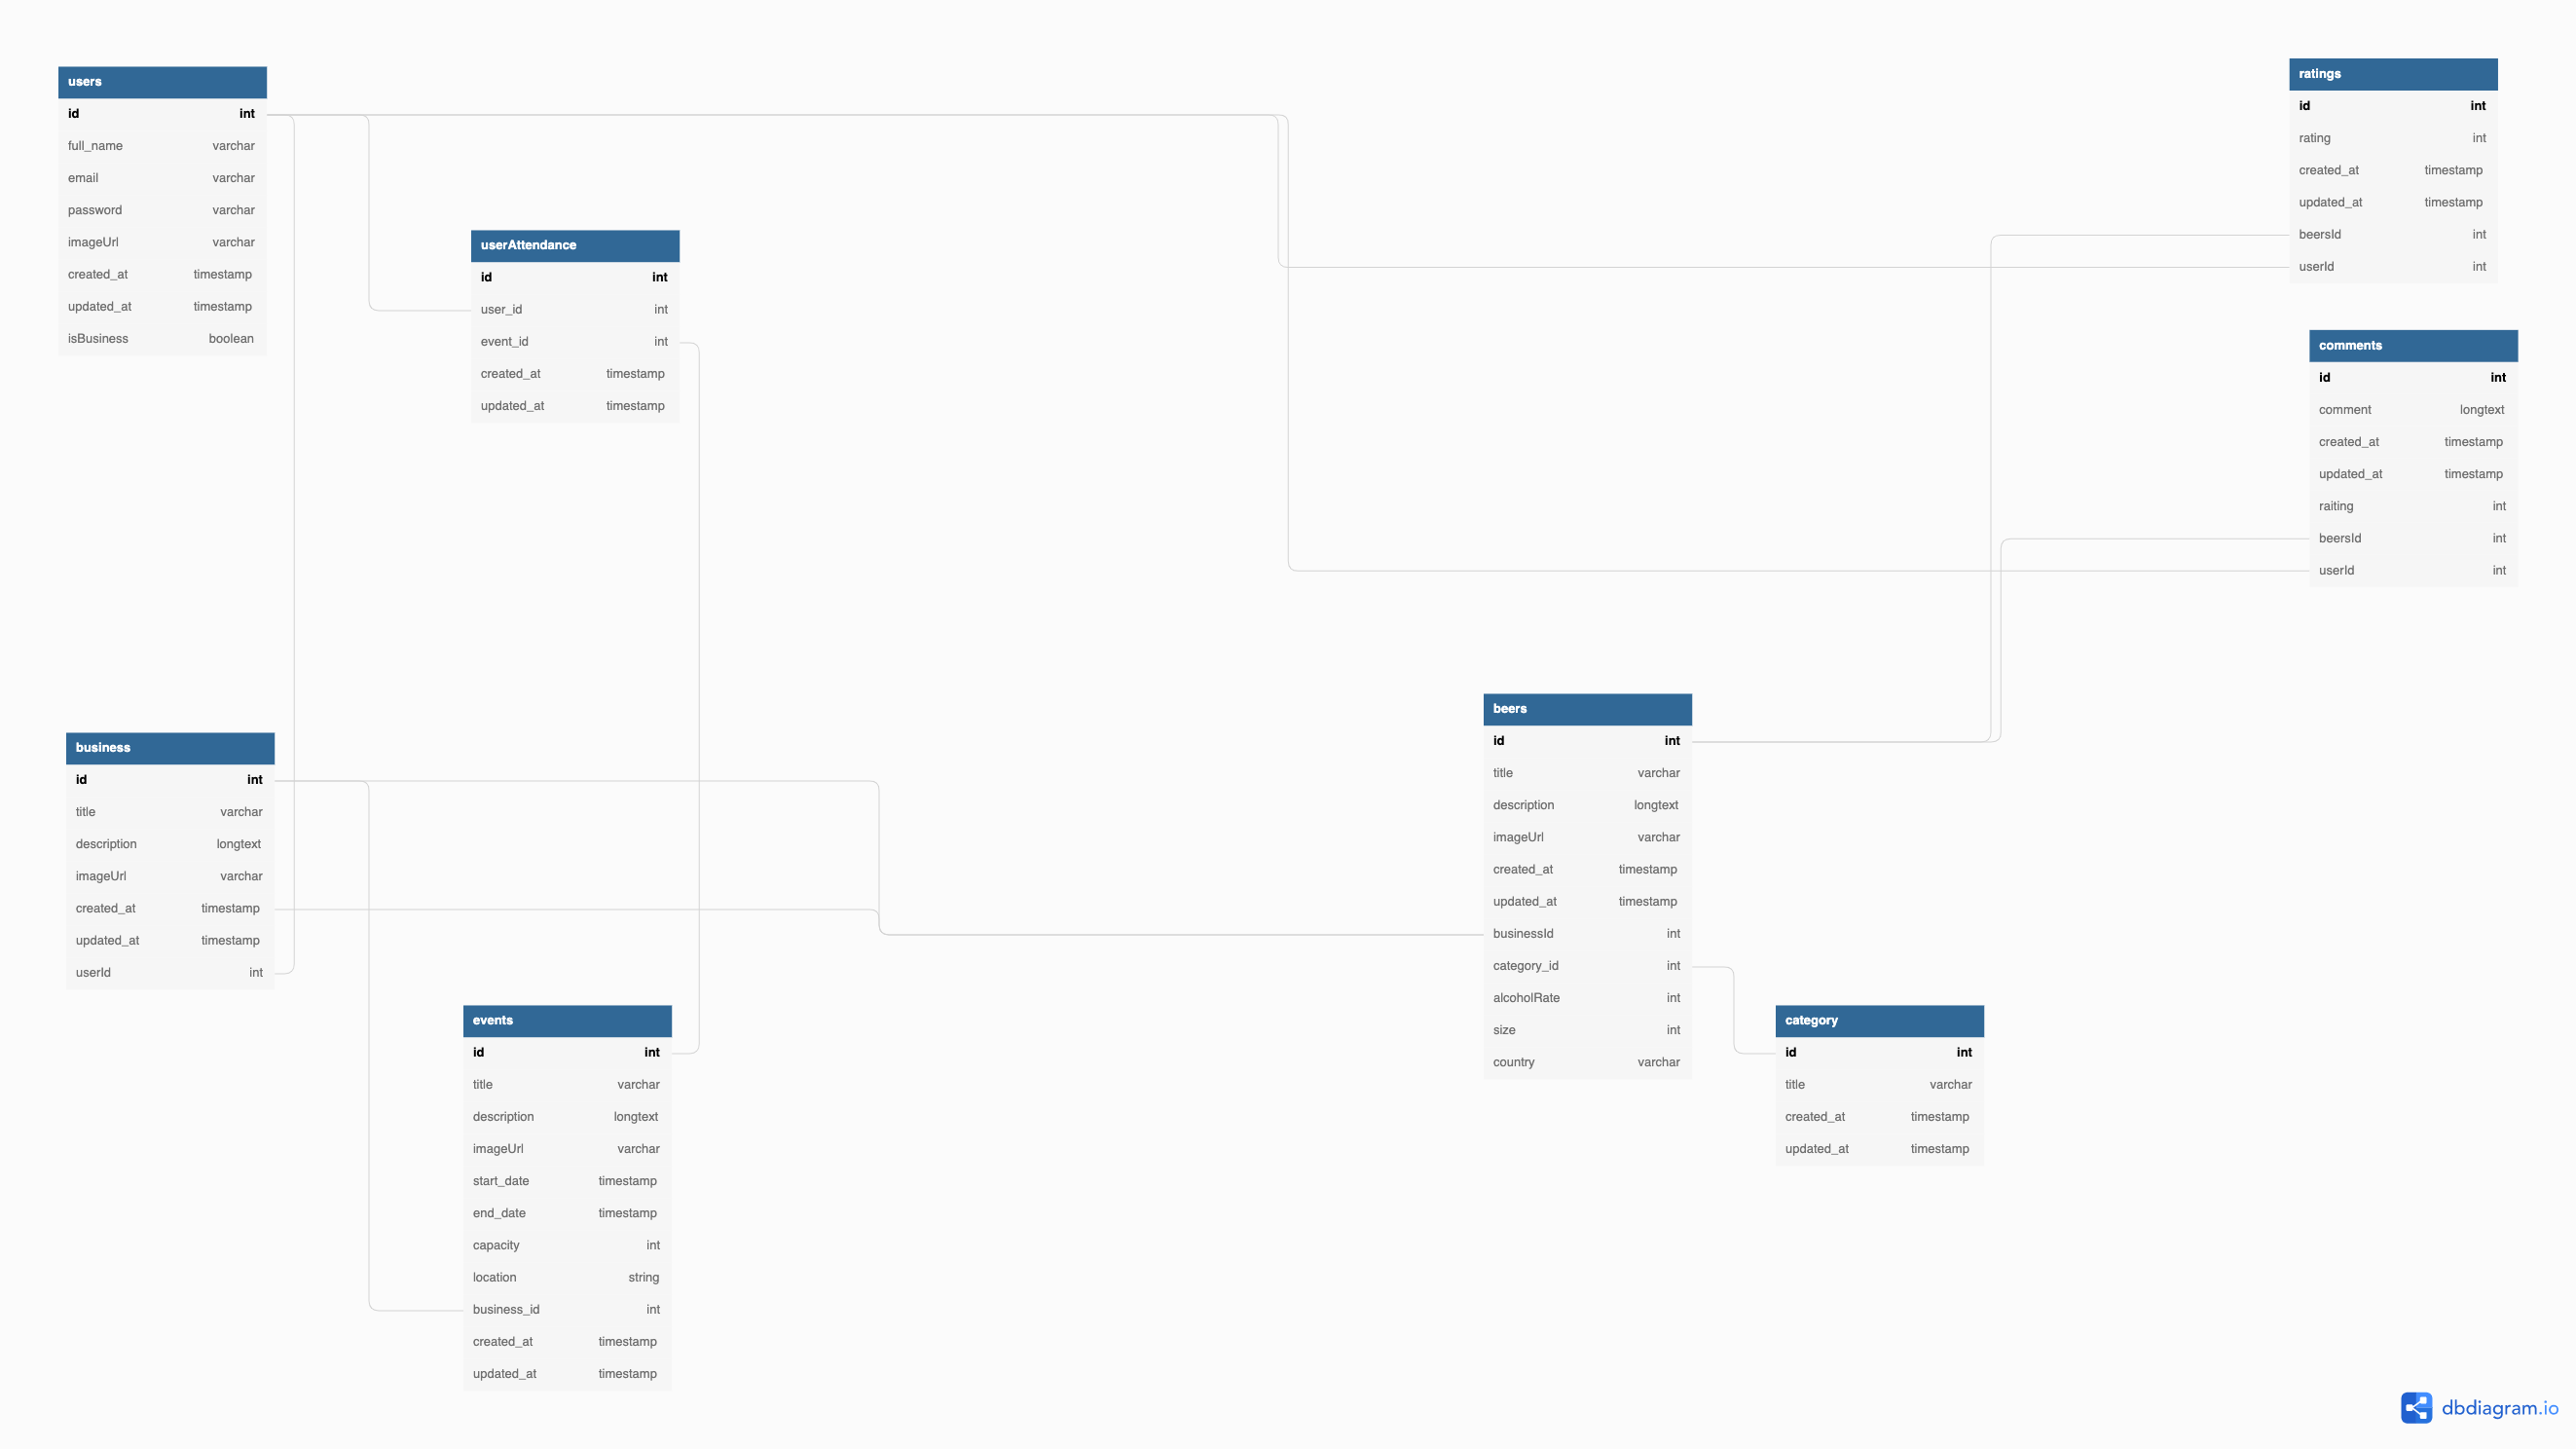 users
id int
full_name varchar
email varchar
password varchar
imageUrl varchar
created_at timestamp
updated_at timestamp
isBusiness boolean
userAttendance
id int
user_id int
event_id int
created_at timestamp
updated_at timestamp
ratings
id int
rating int
created_at timestamp
updated_at timestamp
beersId int
userId int
comments
id int
comment longtext
created_at timestamp
updated_at timestamp
raiting int
beersId int
userId int
business
id int
title varchar
description longtext
imageUrl varchar
created_at timestamp
updated_at timestamp
userId int
events
id int
title varchar
description longtext
imageUrl varchar
start_date timestamp
end_date timestamp
capacity int
location string
business_id int
created_at timestamp
updated_at timestamp
beers
id int
title varchar
description longtext
imageUrl varchar
created_at timestamp
updated_at timestamp
businessId int
category_id int
alcoholRate int
size int
country varchar
category
id int
title varchar
created_at timestamp
updated_at timestamp
dbdiagram.io